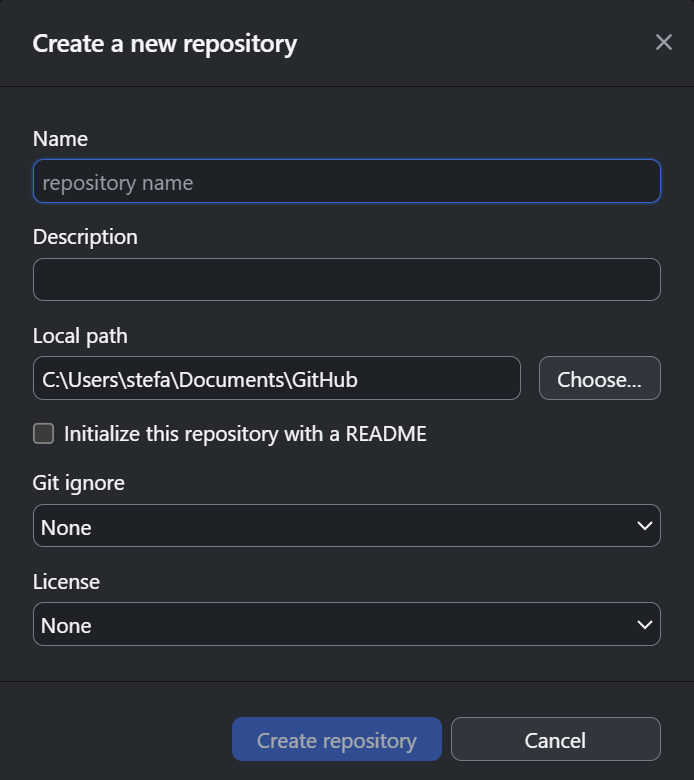 Create a new repository
Name
repository name
Description
Local path
C:\Users\stefa\Documents\GitHub
Choose...
Initialize this repository with a README
Git ignore
None
License
None
Create repository
Cancel